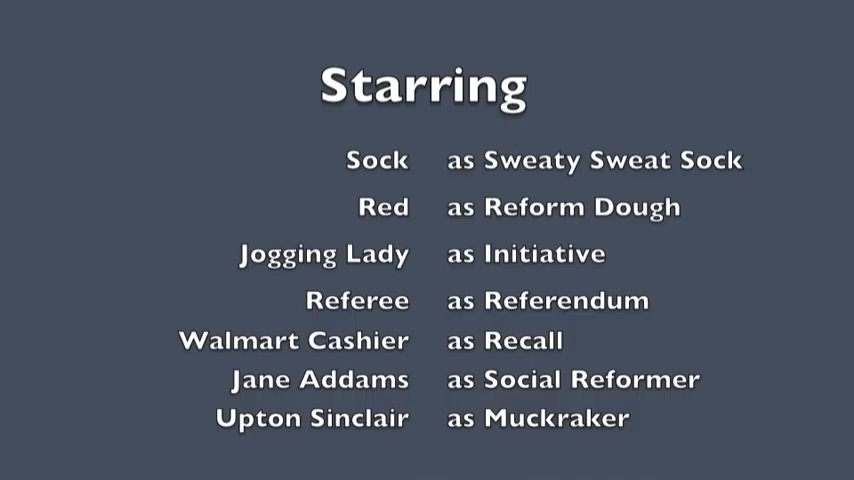 Starring
Sock as Sweaty Sweat Sock
Red as Reform Dough
Jogging Lady as Initiative
Referee as Referendum
Walmart Cashier as Recall
Jane Addams as Social Reformer
Upton Sinclair as Muckraker